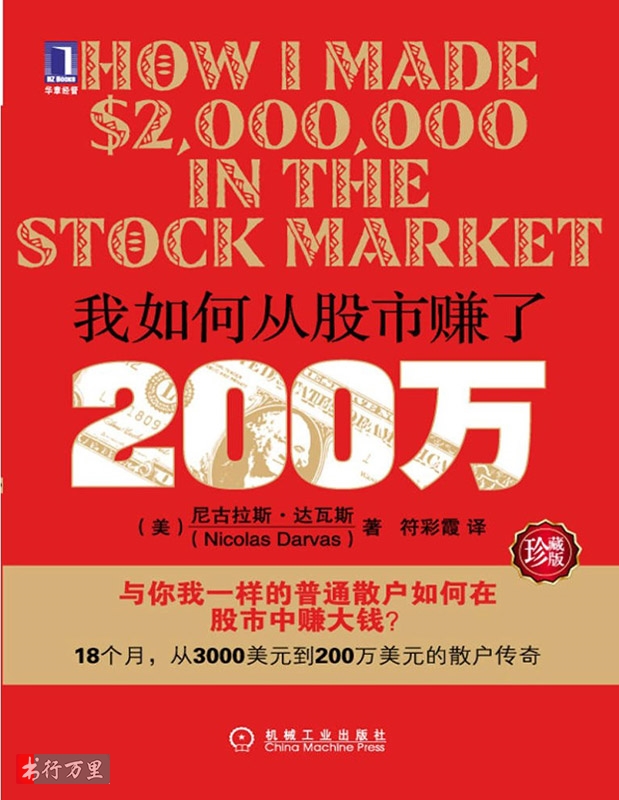 HZ Books
华章经管
HOW I MADE
$2,000,000
IN THE
STOCK MARKET
我如何从股市赚了
200万
（美）尼古拉斯·达瓦斯（Nicolas Darvas）著 符彩霞 译
珍藏版
与你我一样的普通散户如何在
股市中赚大钱?
18个月，从3000美元到200万美元的散户传奇
机械工业出版社
China Machine Press
书行万里